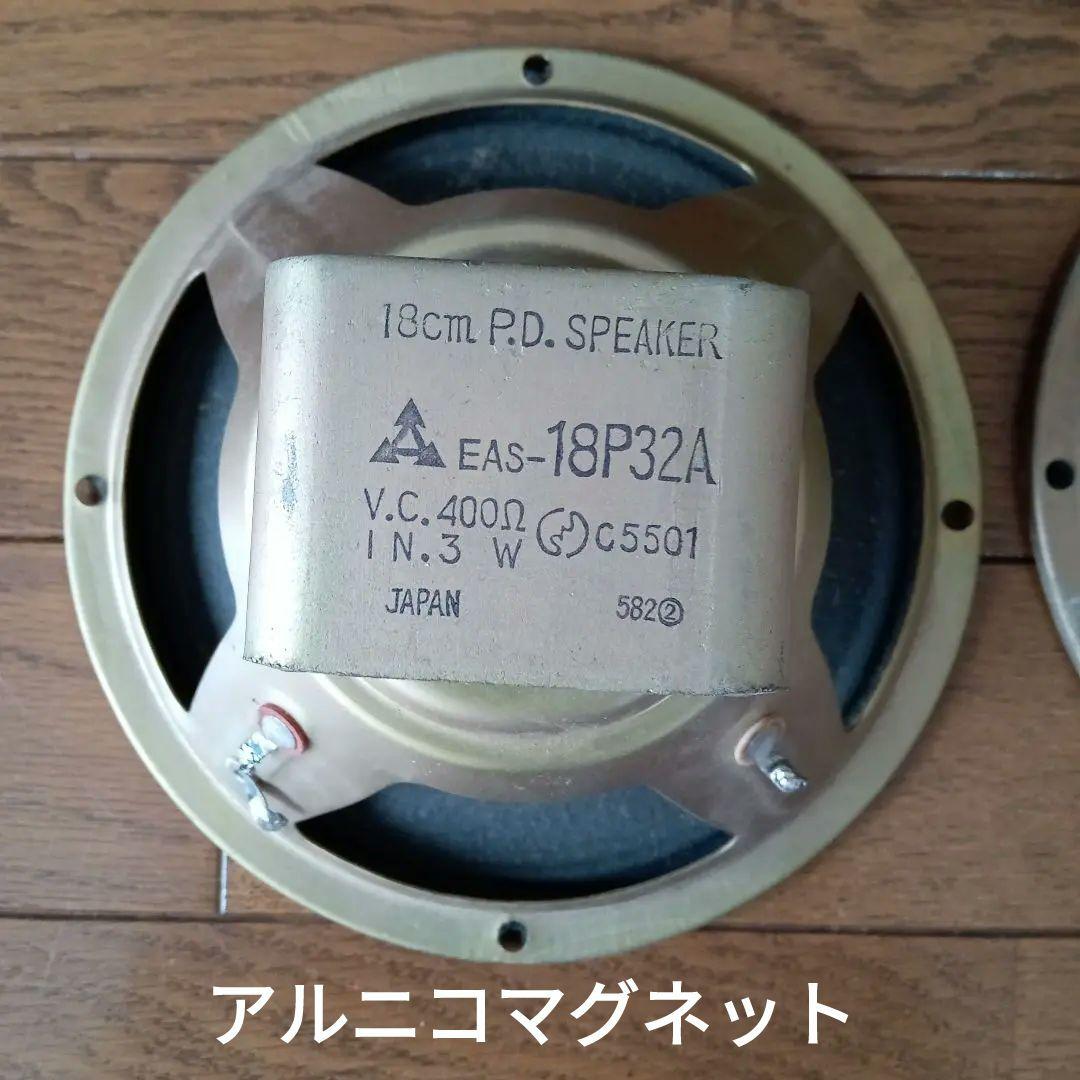 18cm P.D. SPEAKER
EAS-18P32A
V.C. 400Ω C5501
IN. 3 W
JAPAN 582②
アルニコマグネット